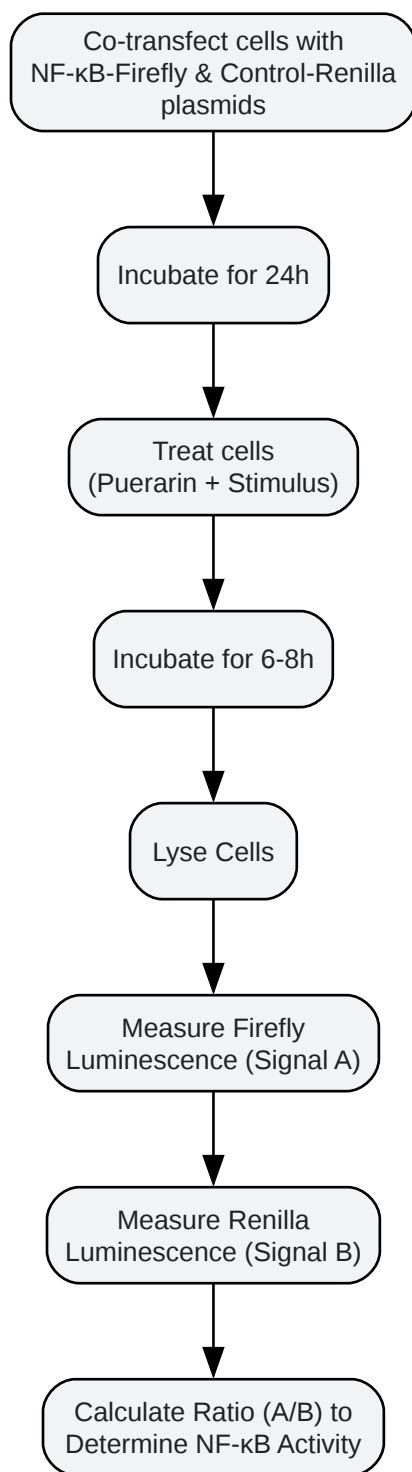 Co-transfect cells with
NF-κB-Firefly & Control-Renilla
plasmids
Incubate for 24h
Treat cells
(Puerarin + Stimulus)
Incubate for 6-8h
Lyse Cells
Measure Firefly
Luminescence (Signal A)
Measure Renilla
Luminescence (Signal B)
Calculate Ratio (A/B) to
Determine NF-κB Activity